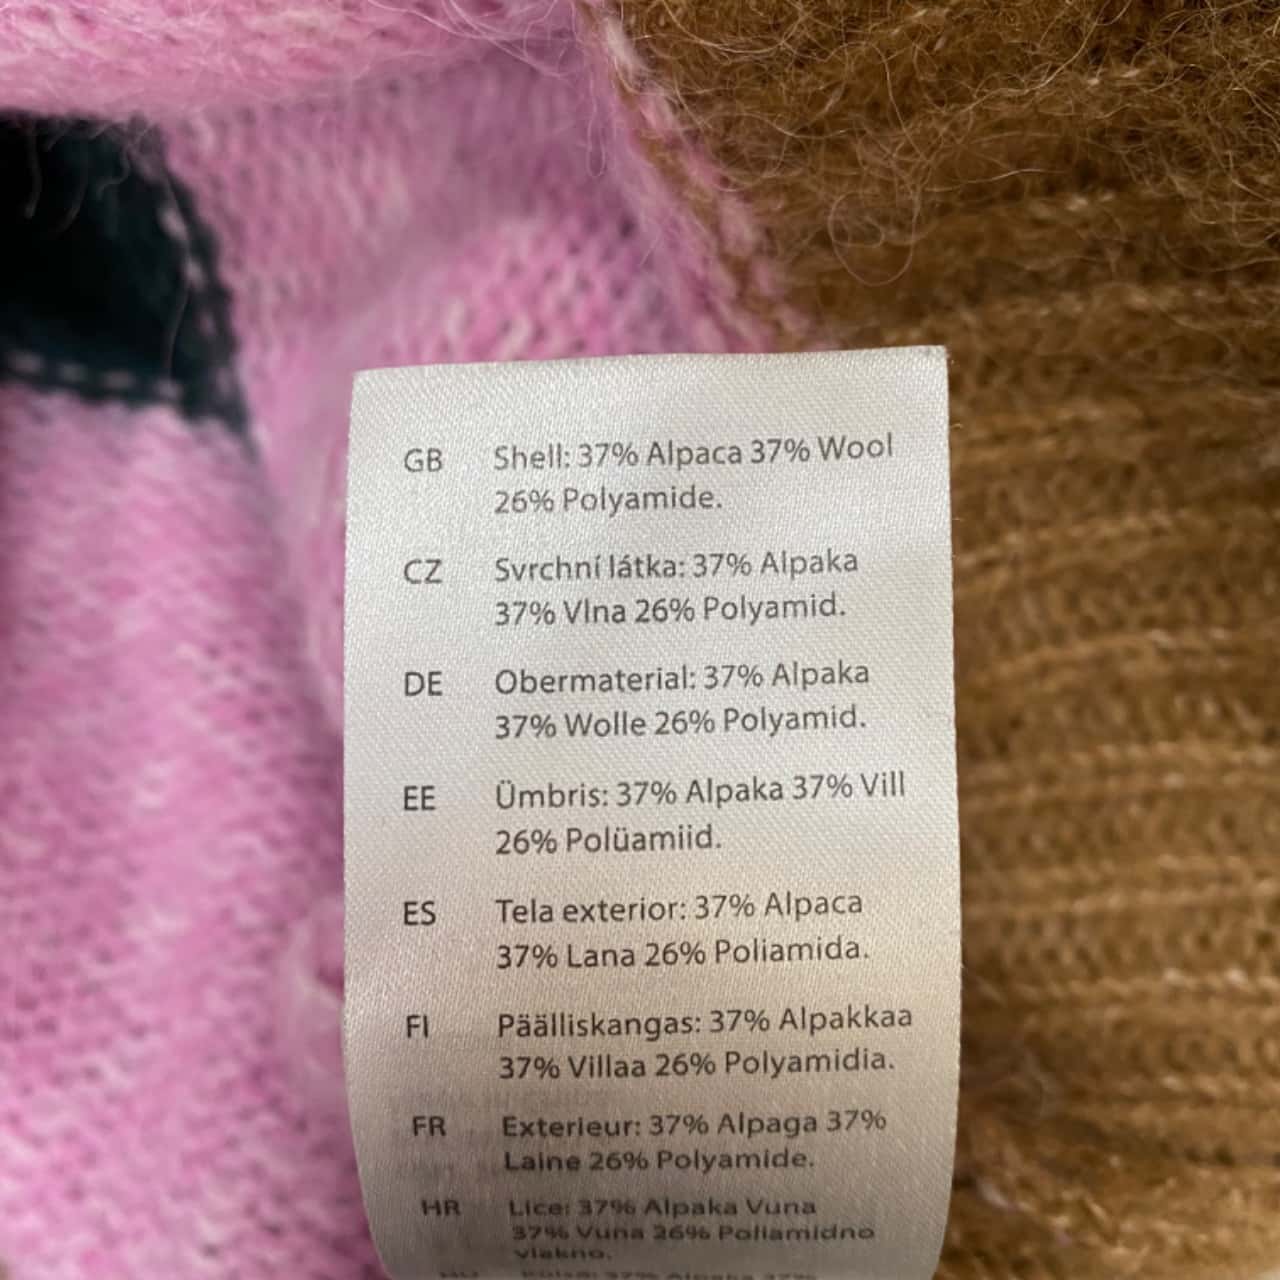 GB Shell: 37% Alpaca 37% Wool
26% Polyamide.
CZ Svrchní látka: 37% Alpaka
37% Vlna 26% Polyamid.
DE Obermaterial: 37% Alpaka
37% Wolle 26% Polyamid.
EE Ümbris: 37% Alpaka 37% Vill
26% Polüamiid.
ES Tela exterior: 37% Alpaca
37% Lana 26% Poliamida.
FI Päälliskangas: 37% Alpakkaa
37% Villaa 26% Polyamidia.
FR Exterieur: 37% Alpaga 37%
Laine 26% Polyamide.
HR Lice: 37% Alpaka Vuna
37% Vuna 26% Poliamidno
vlakno.
37% Alpaka 37%